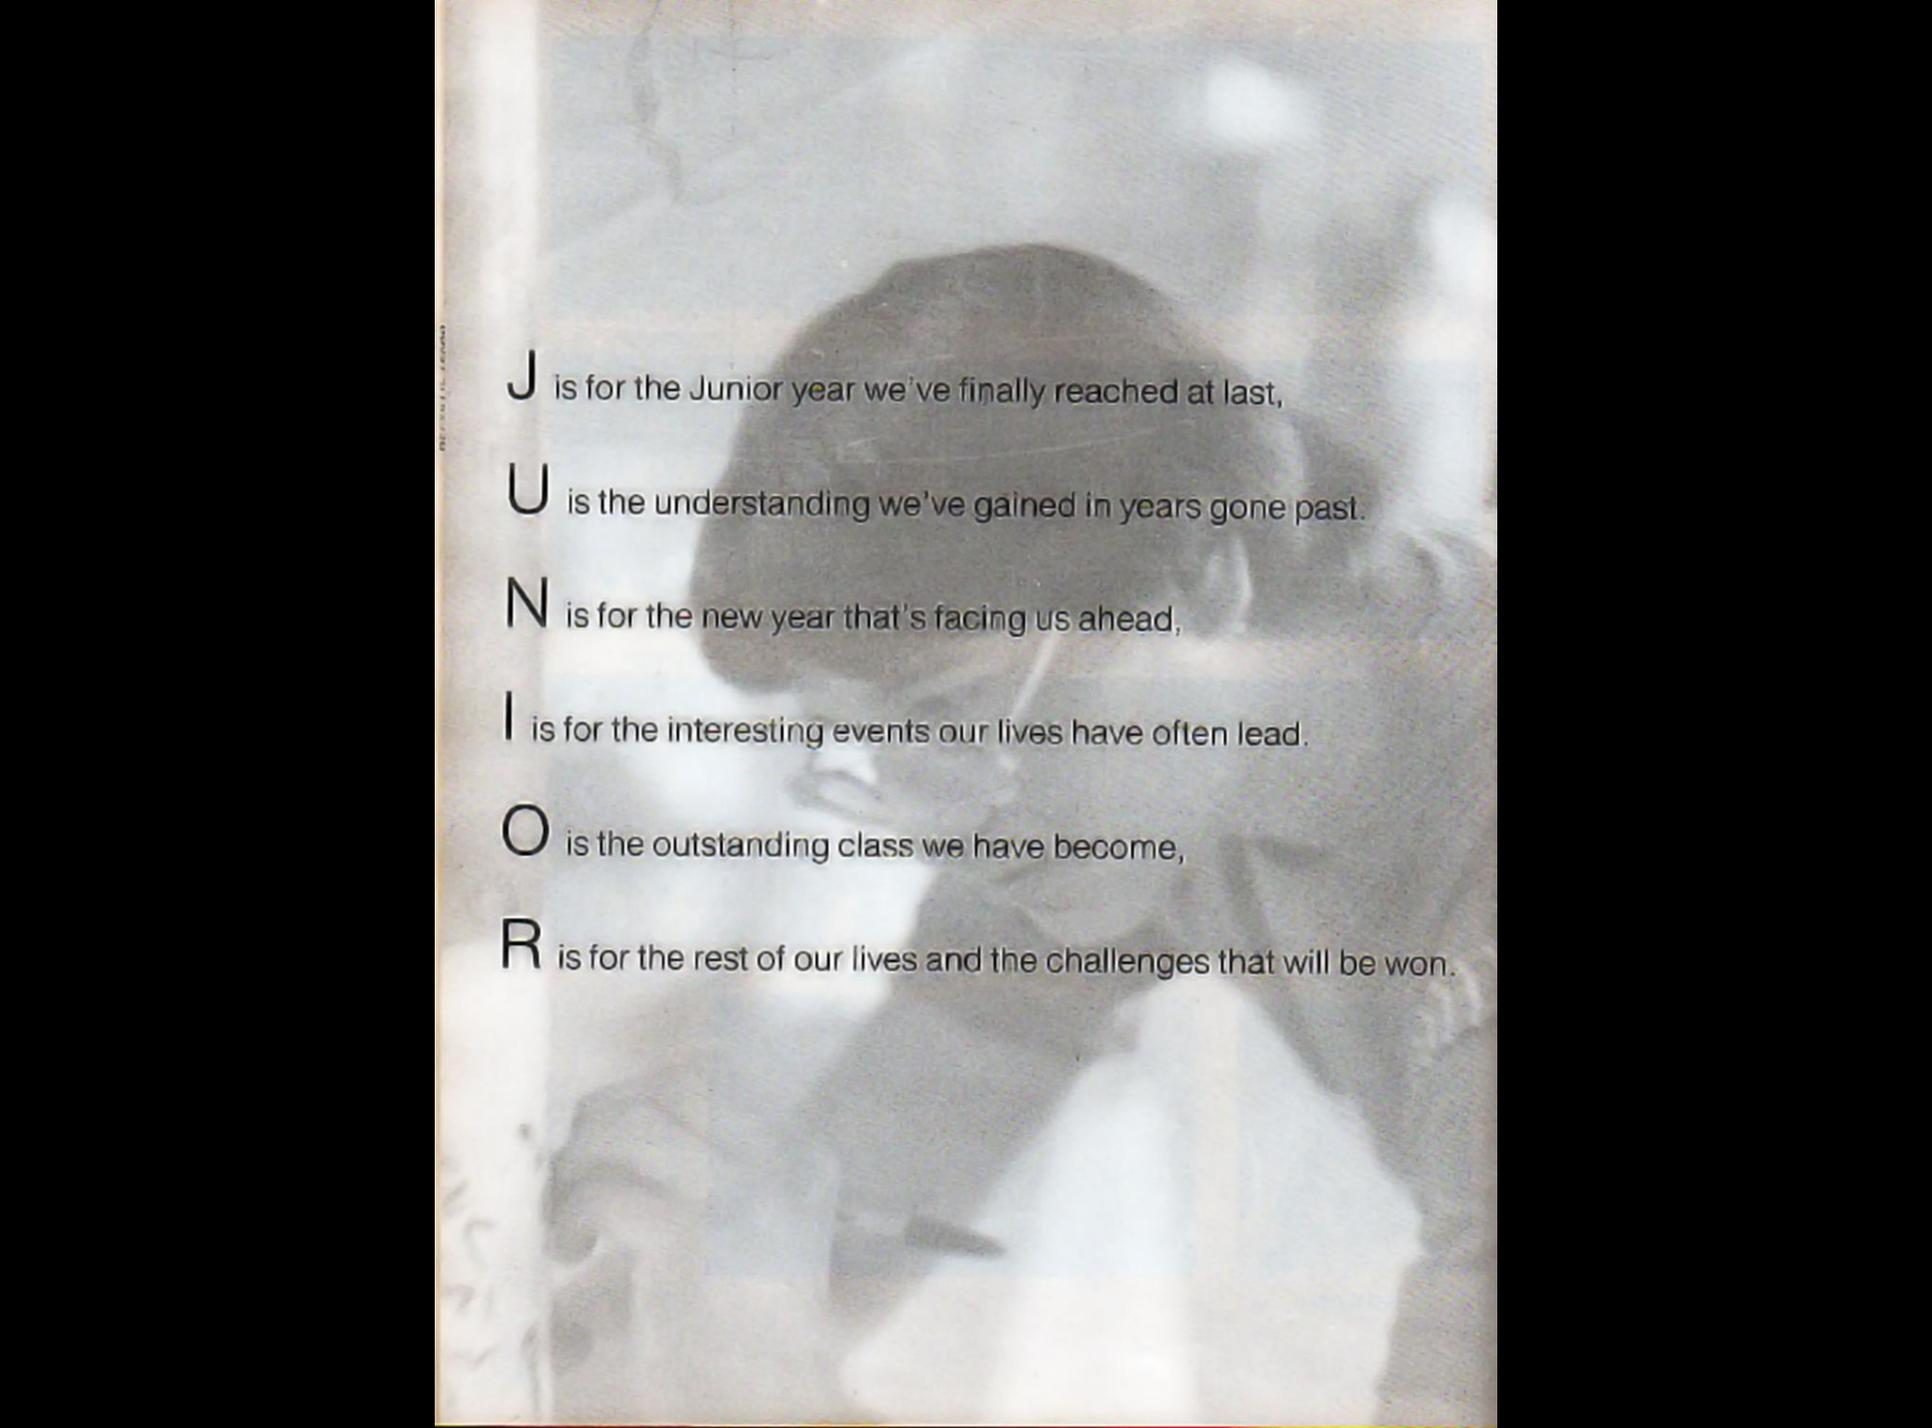 J is for the Junior year we've finally reached at last,
U is the understanding we've gained in years gone past.
N is for the new year that's facing us ahead,
I is for the interesting events our lives have often lead.
O is the outstanding class we have become,
R is for the rest of our lives and the challenges that will be won.